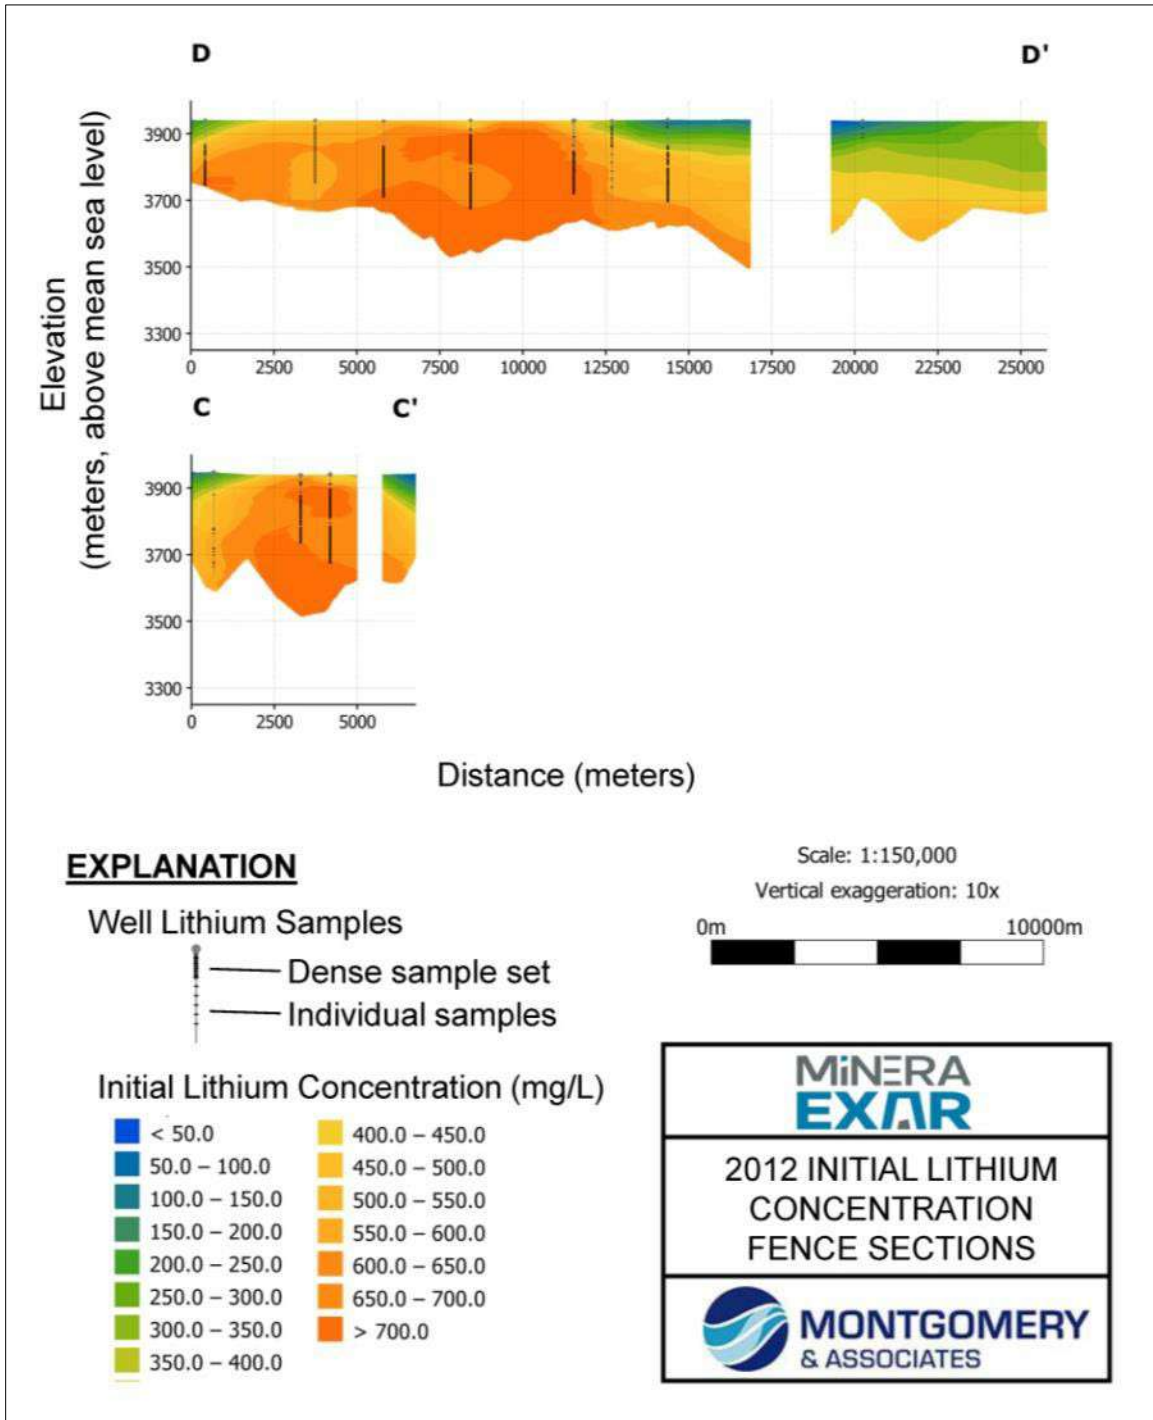 D D'
Elevation
(meters, above mean sea level)
3900
3700
3500
3300
0 2500 5000 7500 10000 12500 15000 17500 20000 22500 25000
C C'
3900
3700
3500
3300
0 2500 5000
Distance (meters)
EXPLANATION
Well Lithium Samples
Dense sample set
Individual samples
Scale: 1:150,000
Vertical exaggeration: 10x
0m 10000m
Initial Lithium Concentration (mg/L)
< 50.0
50.0 – 100.0
100.0 – 150.0
150.0 – 200.0
200.0 – 250.0
250.0 – 300.0
300.0 – 350.0
350.0 – 400.0
400.0 – 450.0
450.0 – 500.0
500.0 – 550.0
550.0 – 600.0
600.0 – 650.0
650.0 – 700.0
> 700.0
MiNERA
EXAR
2012 INITIAL LITHIUM
CONCENTRATION
FENCE SECTIONS
MONTGOMERY
& ASSOCIATES